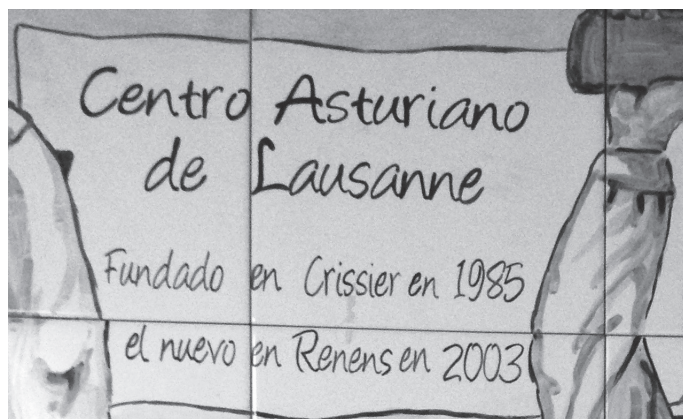 Centro Asturiano
de Lausanne
Fundado en Crissier en 1985
el nuevo en Renens en 2003